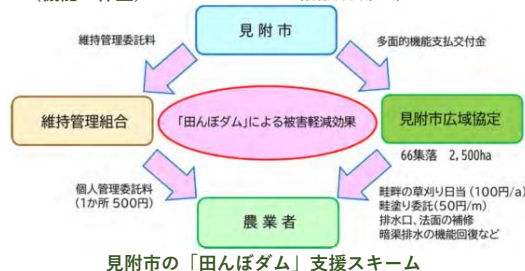 見附市
維持管理委託料
多面的機能支払交付金
維持管理組合
「田んぼダム」による被害軽減効果
見附市広域協定
66集落 2,500ha
個人管理委託料
(1か所 500円)
農業者
畦畔の草刈り日当(100円/a)
畦塗り委託(50円/m)
排水口、法面の補修
暗渠排水の機能回復など
見附市の「田んぼダム」支援スキーム